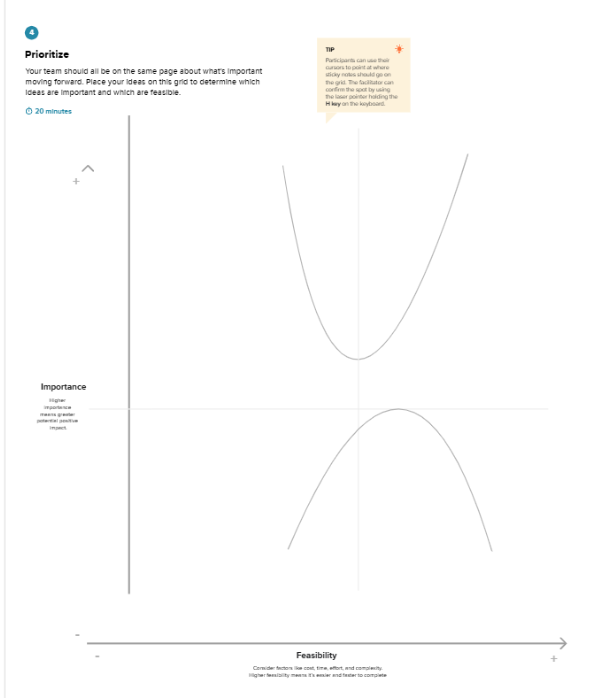 4
Prioritize
Your team should all be on the same page about what's important
moving forward. Place your ideas on this grid to determine which
ideas are important and which are feasible.
20 minutes
TIP
Participants can use their
cursors to point at where
sticky notes should go on
the grid. The facilitator can
confirm the spot by using
the laser pointer holding the
H key on the keyboard.
+
Importance
Higher
importance
means greater
potential positive
impact
-
-
Feasibility
+
Consider factors like cost, time, effort, and complexity.
Higher feasibility means it's easier and faster to complete